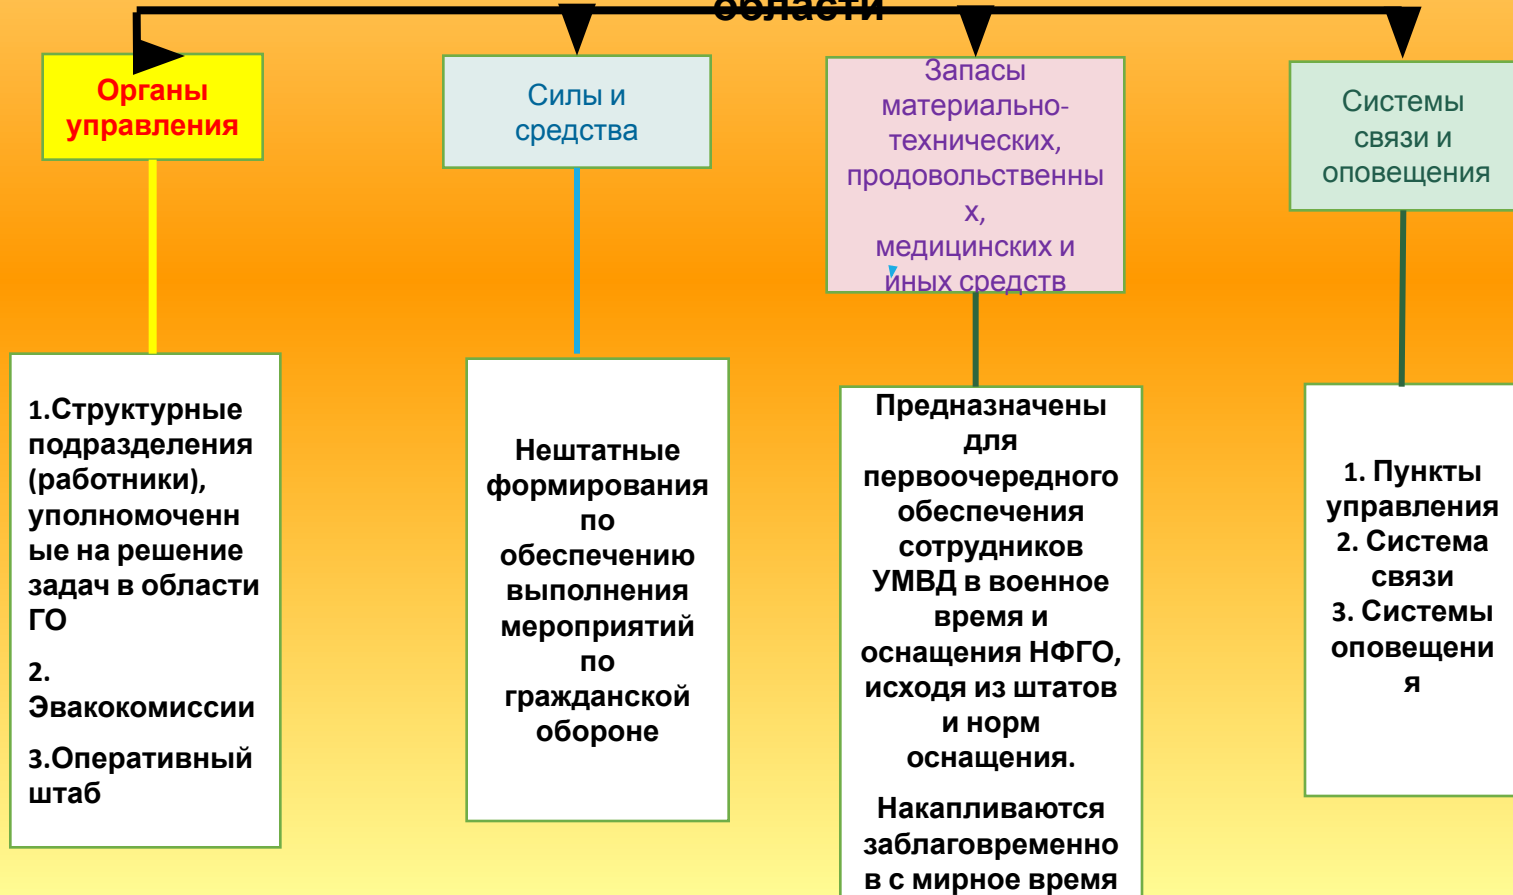 области
Органы
управления
Силы и
средства
Запасы
материально-
технических,
продовольственны
х,
медицинских и
иных средств
Системы
связи и
оповещения
1.Структурные
подразделения
(работники),
уполномоченн
ые на решение
задач в области
ГО
2.
Эвакокомиссии
3.Оперативный
штаб
Нештатные
формирования
по
обеспечению
выполнения
мероприятий
по
гражданской
обороне
Предназначены
для
первоочередного
обеспечения
сотрудников
УМВД в военное
время и
оснащения НФГО,
исходя из штатов
и норм
оснащения.
Накапливаются
заблаговременно
в с мирное время
1. Пункты
управления
2. Система
связи
3. Системы
оповещени
я